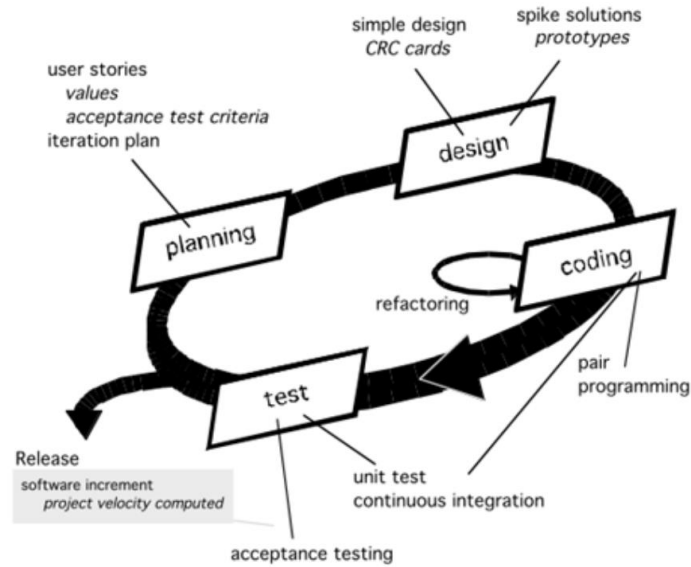 simple design
CRC cards
spike solutions
prototypes
user stories
values
acceptance test criteria
iteration plan
design
planning
coding
refactoring
test
pair
programming
Release
software increment
project velocity computed
unit test
continuous integration
acceptance testing